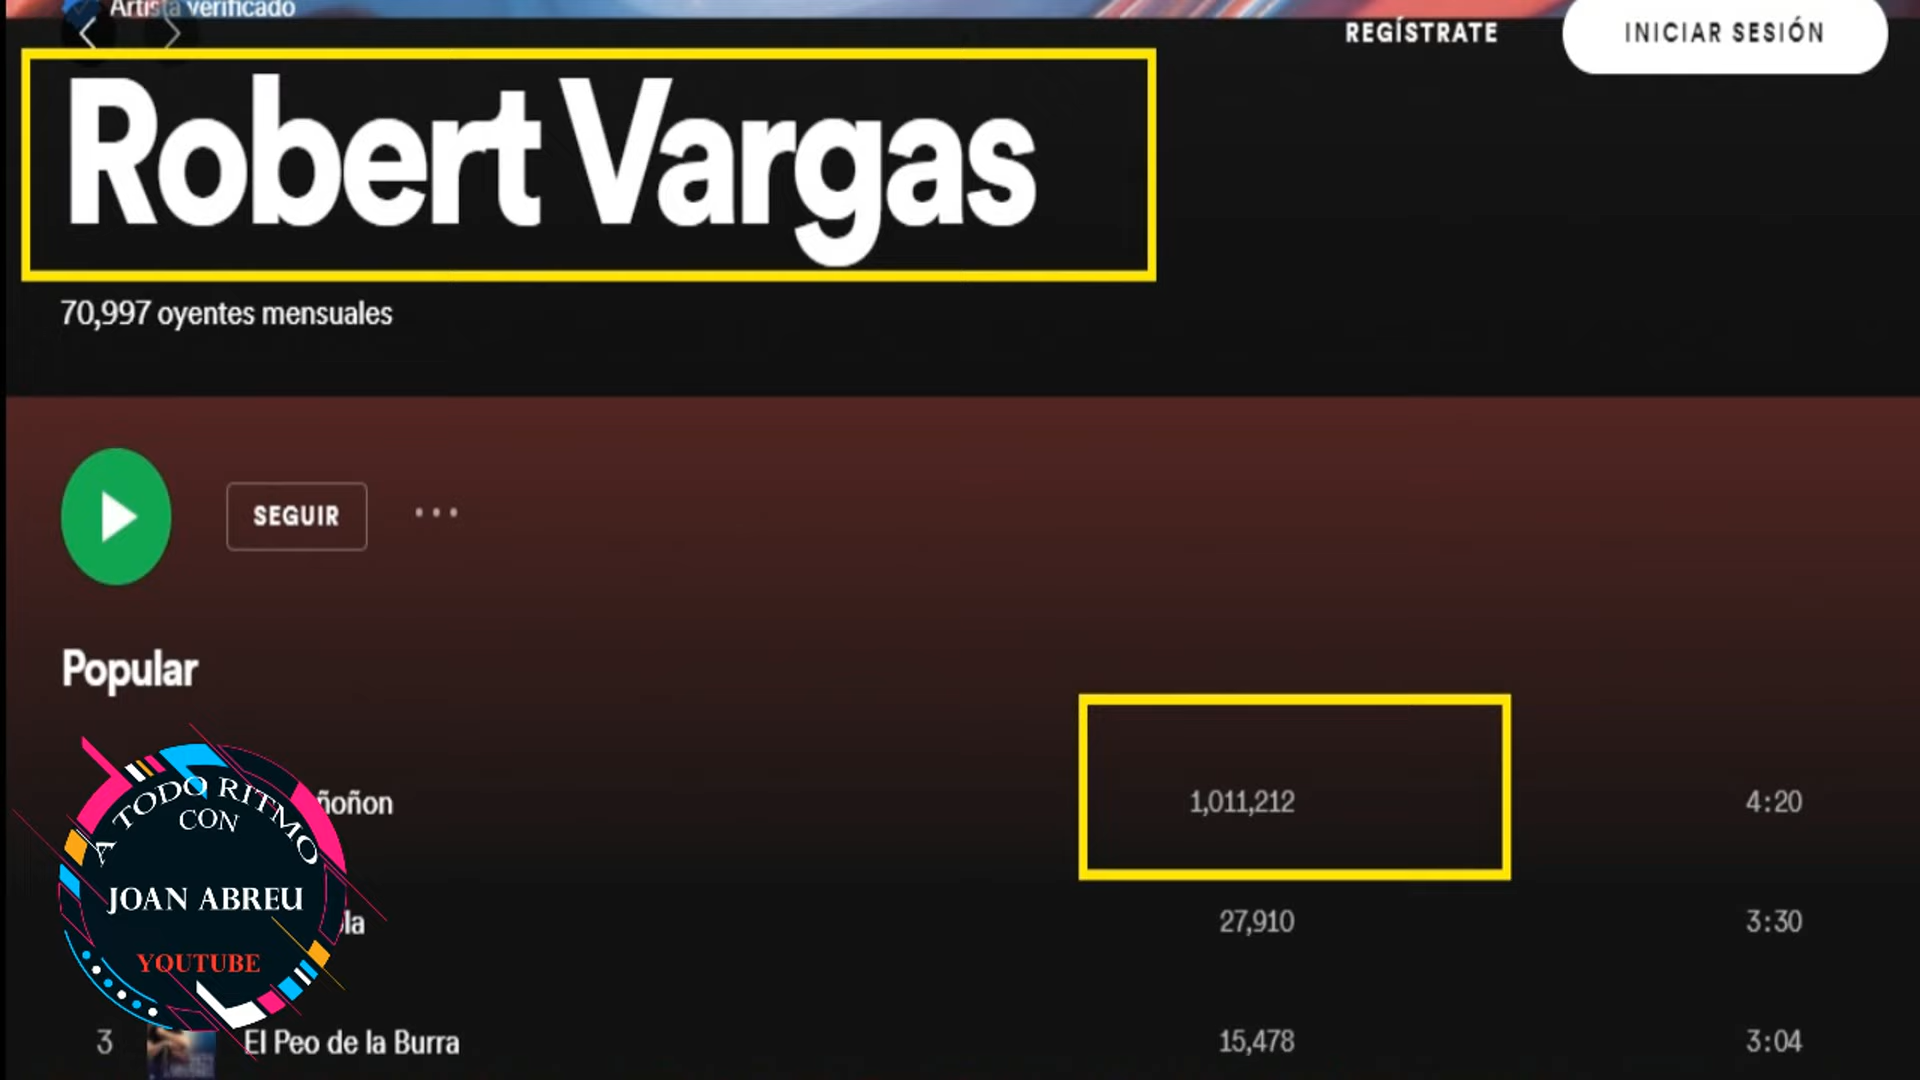 Artista verificado
REGÍSTRATE
INICIAR SESIÓN
Robert Vargas
70,997 oyentes mensuales
SEGUIR
Popular
1,011,212 4:20
27,910 3:30
3 El Peo de la Burra 15,478 3:04
A TODO RITMO
CON
JOAN ABREU
YOUTUBE